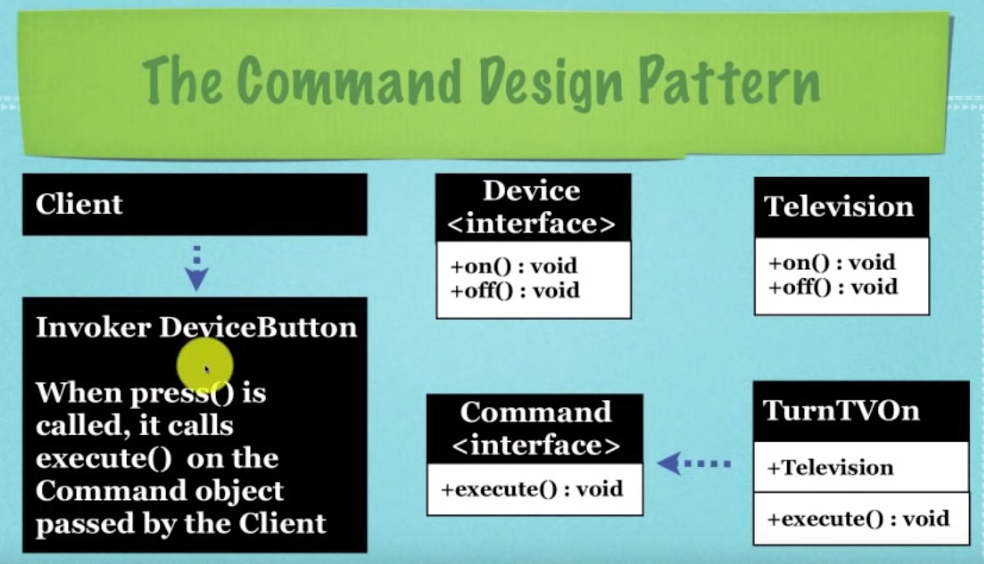 The Command Design Pattern
Client
Invoker DeviceButton
When press() is
called, it calls
execute() on the
Command object
passed by the Client
Device
<interface>
+on() : void
+off() : void
Television
+on() : void
+off() : void
Command
<interface>
+execute() : void
TurnTVOn
+Television
+execute() : void